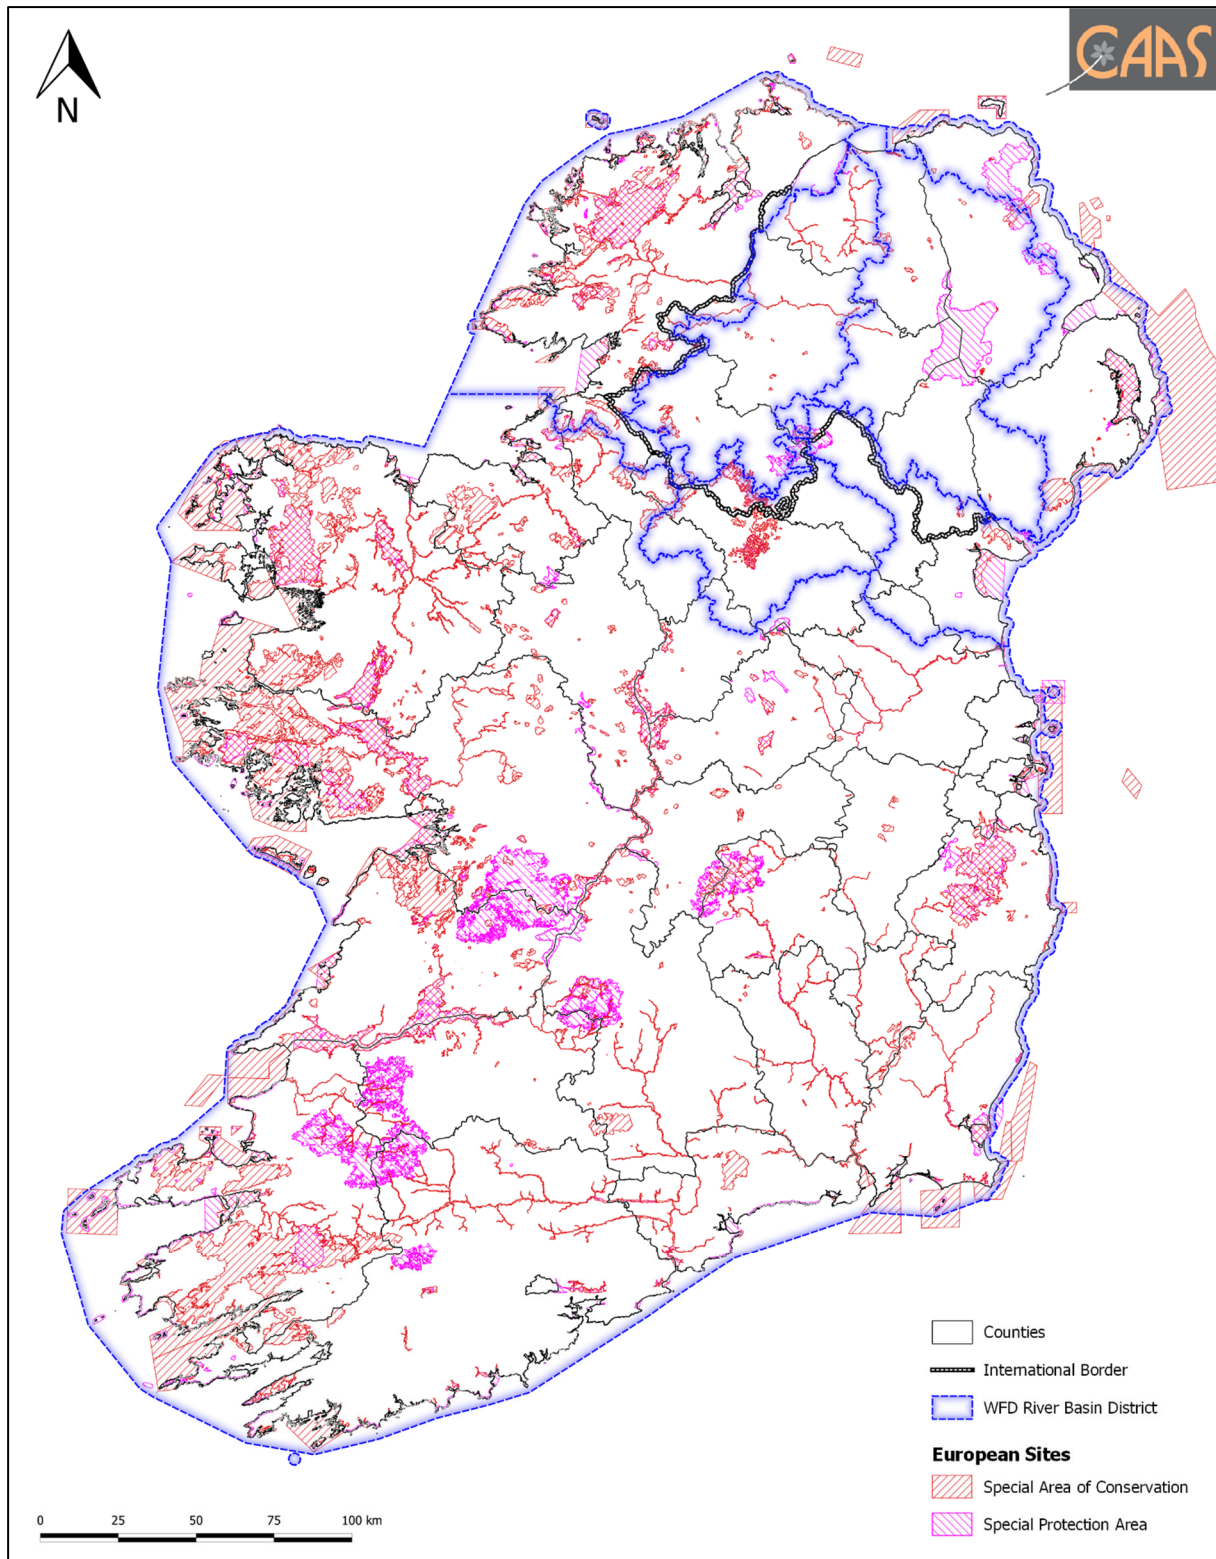 CAAS
N
Counties
International Border
WFD River Basin District
European Sites
Special Area of Conservation
Special Protection Area
0 25 50 75 100 km